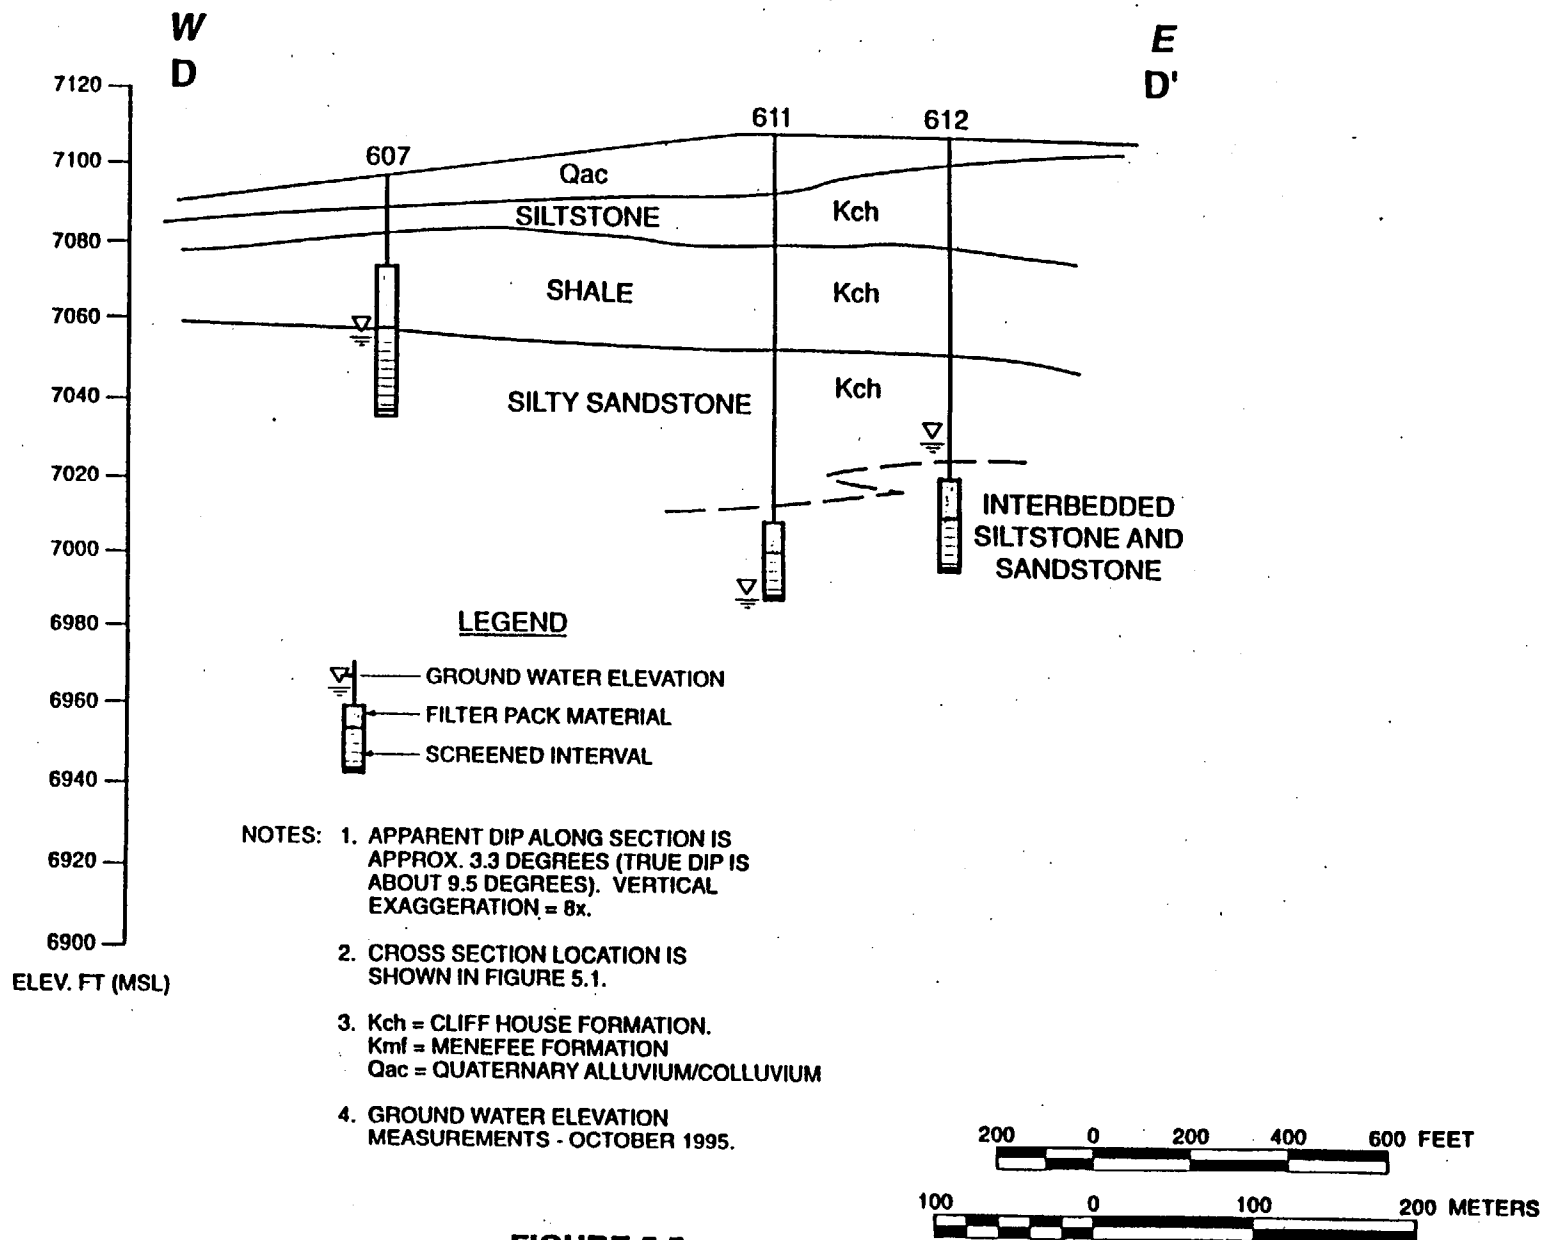 W
E
D
D'
7120
7100
7080
7060
7040
7020
7000
6980
6960
6940
6920
6900
ELEV. FT (MSL)
607
611
612
Qac
SILTSTONE
Kch
SHALE
Kch
SILTY SANDSTONE
Kch
INTERBEDDED
SILTSTONE AND
SANDSTONE
LEGEND
GROUND WATER ELEVATION
FILTER PACK MATERIAL
SCREENED INTERVAL
NOTES: 1. APPARENT DIP ALONG SECTION IS
APPROX. 3.3 DEGREES (TRUE DIP IS
ABOUT 9.5 DEGREES). VERTICAL
EXAGGERATION = 8x.
2. CROSS SECTION LOCATION IS
SHOWN IN FIGURE 5.1.
3. Kch = CLIFF HOUSE FORMATION.
Kmf = MENEFEE FORMATION
Qac = QUATERNARY ALLUVIUM/COLLUVIUM
4. GROUND WATER ELEVATION
MEASUREMENTS - OCTOBER 1995.
200 0 200 400 600 FEET
100 0 100 200 METERS
FIGURE